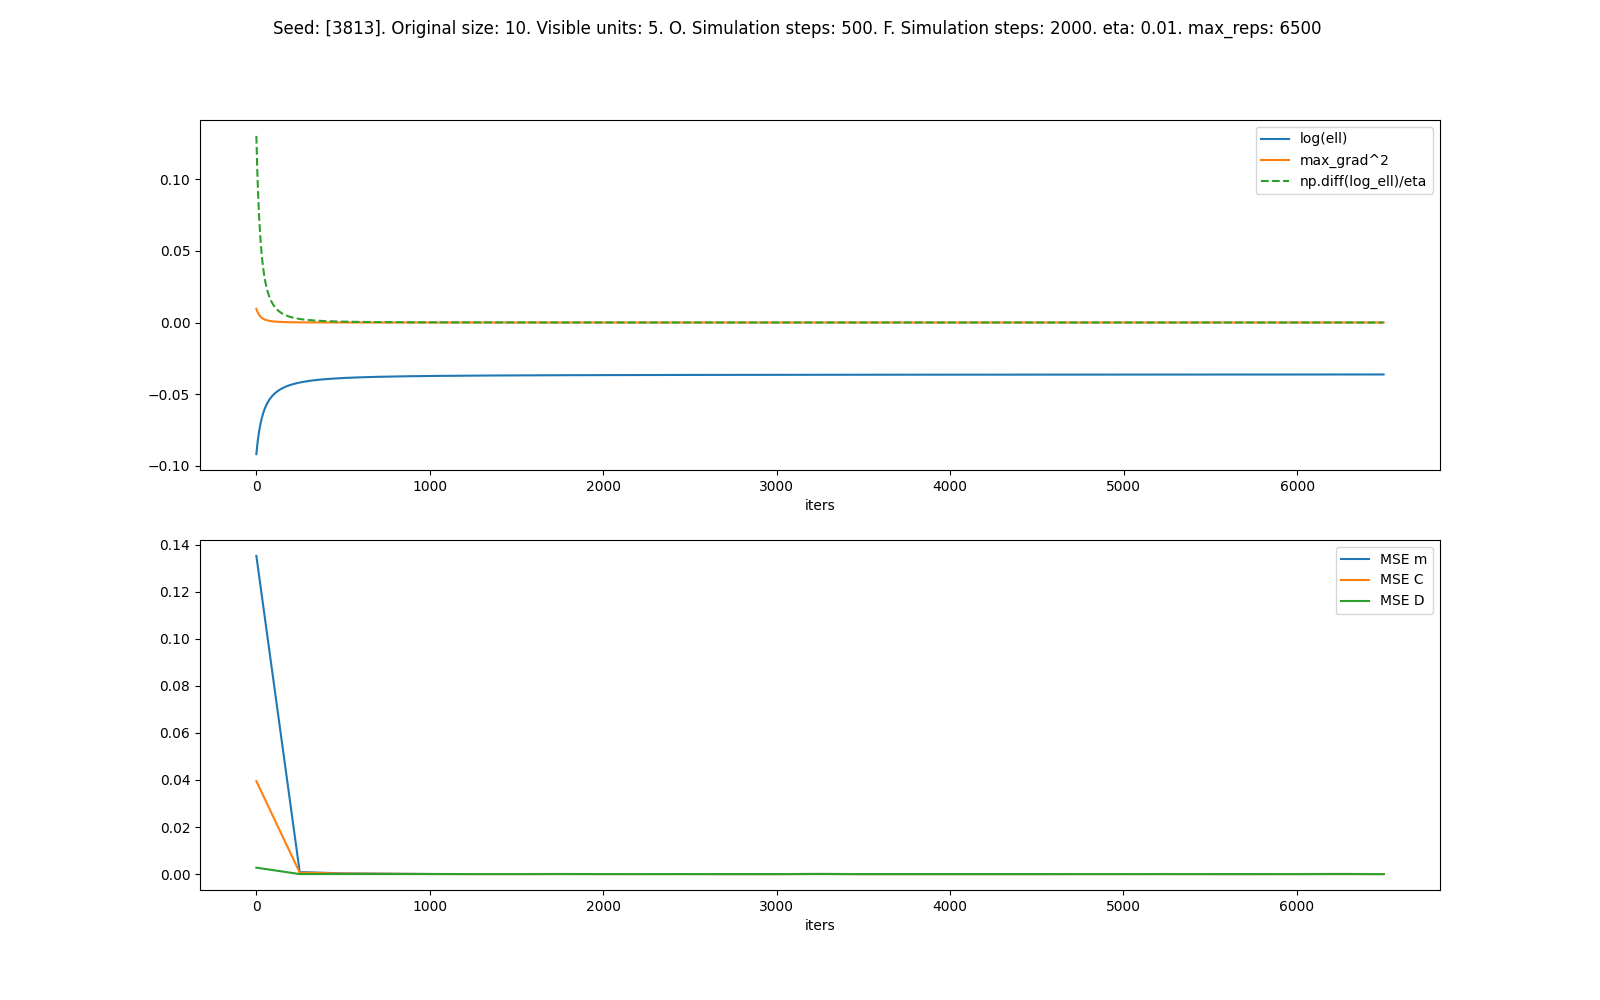 Seed: [3813]. Original size: 10. Visible units: 5. O. Simulation steps: 500. F. Simulation steps: 2000. eta: 0.01. max_reps: 6500
log(ell)
max_grad^2
np.diff(log_ell)/eta
0.10
0.05
0.00
−0.05
−0.10
0 1000 2000 3000 4000 5000 6000
iters
MSE m
MSE C
MSE D
0.14
0.12
0.10
0.08
0.06
0.04
0.02
0.00
0 1000 2000 3000 4000 5000 6000
iters